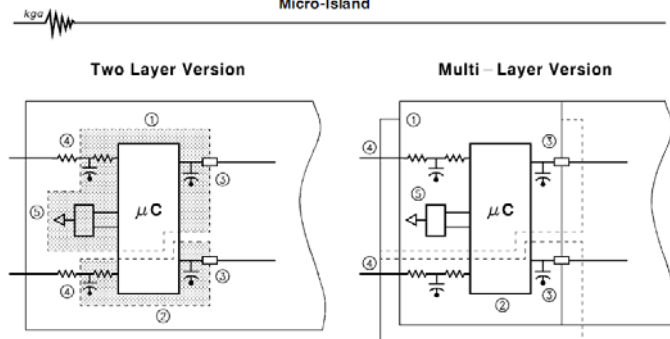 Micro-Island
kga
Two Layer Version
Multi – Layer Version
①
④
③
⑤
μC
③
④
②
①
④
③
⑤
μC
④
②
③